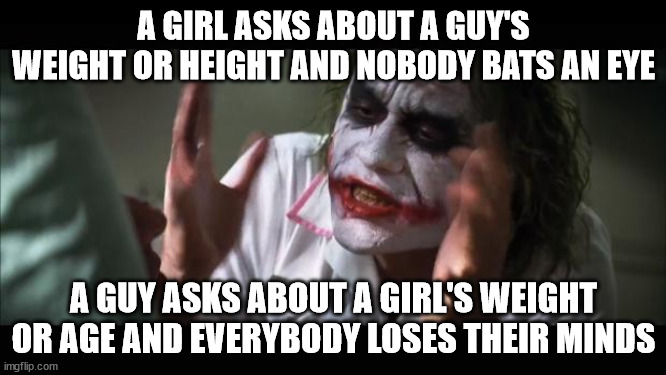 A GIRL ASKS ABOUT A GUY'S
WEIGHT OR HEIGHT AND NOBODY BATS AN EYE
A GUY ASKS ABOUT A GIRL'S WEIGHT
OR AGE AND EVERYBODY LOSES THEIR MINDS
imgflip.com